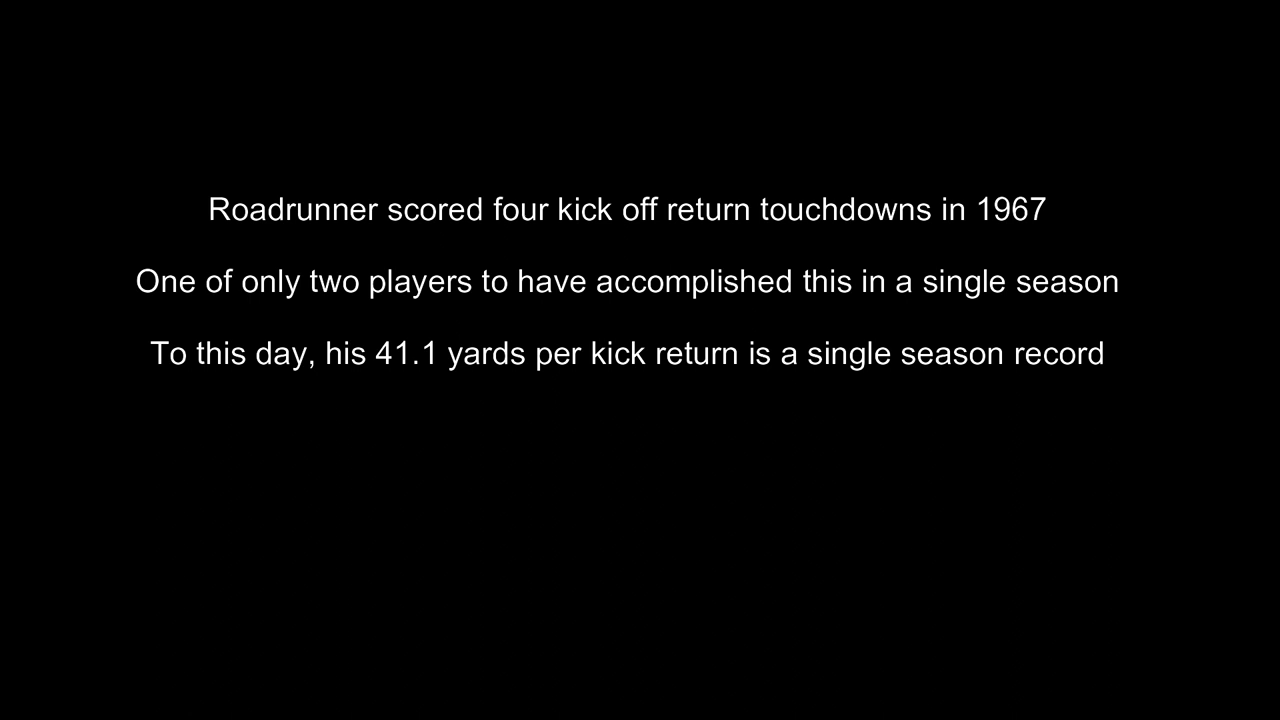 Roadrunner scored four kick off return touchdowns in 1967
One of only two players to have accomplished this in a single season
To this day, his 41.1 yards per kick return is a single season record